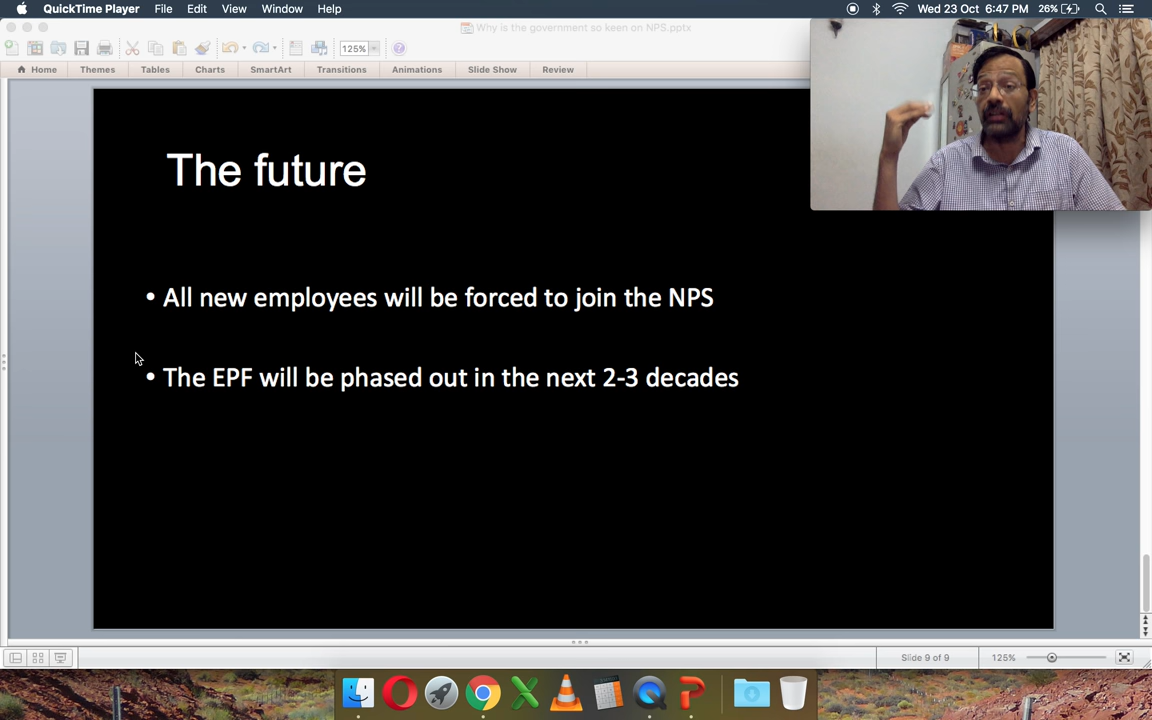 QuickTime Player File Edit View Window Help Wed 23 Oct 6:47 PM 26%
Why is the government so keen on NPS.pptx
125%
Home Themes Tables Charts SmartArt Transitions Animations Slide Show Review
The future
• All new employees will be forced to join the NPS
• The EPF will be phased out in the next 2-3 decades
Slide 9 of 9 125%